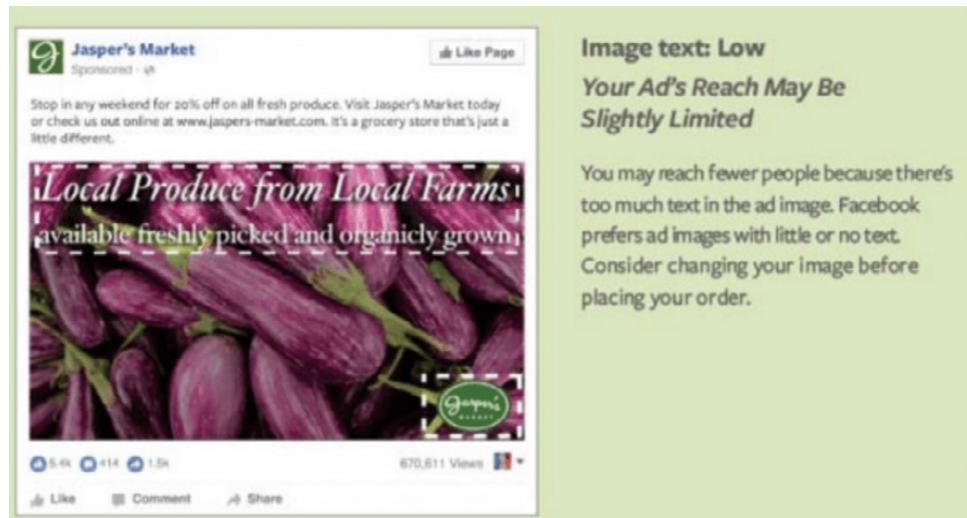 Jasper's Market
Like Page
Sponsored
Stop in any weekend for 20% off on all fresh produce. Visit Jasper's Market today
or check us out online at www.jaspers-market.com. It's a grocery store that's just a
little different.
Local Produce from Local Farms
available freshly picked and organicly grown
Jasper's
MARKET
5.4k 414 1.5k
670,611 Views
Like Comment Share
Image text: Low
Your Ad's Reach May Be
Slightly Limited
You may reach fewer people because there's
too much text in the ad image. Facebook
prefers ad images with little or no text.
Consider changing your image before
placing your order.